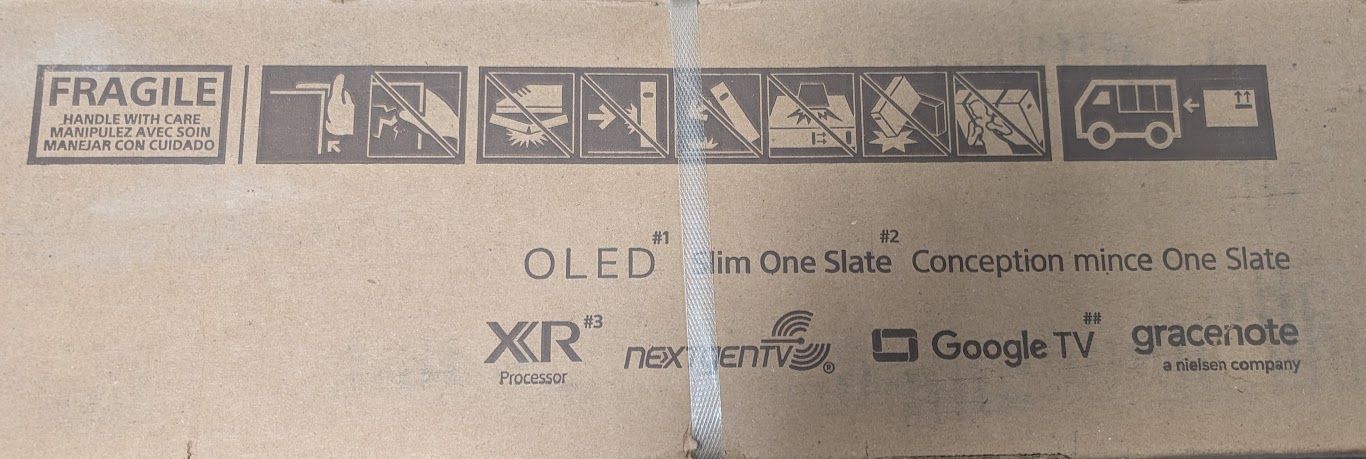 FRAGILE
HANDLE WITH CARE
MANIPULEZ AVEC SOIN
MANEJAR CON CUIDADO
OLED#1 Slim One Slate#2 Conception mince One Slate
XR#3 NEXTGENTV® Google TV## gracenote
Processor a nielsen company